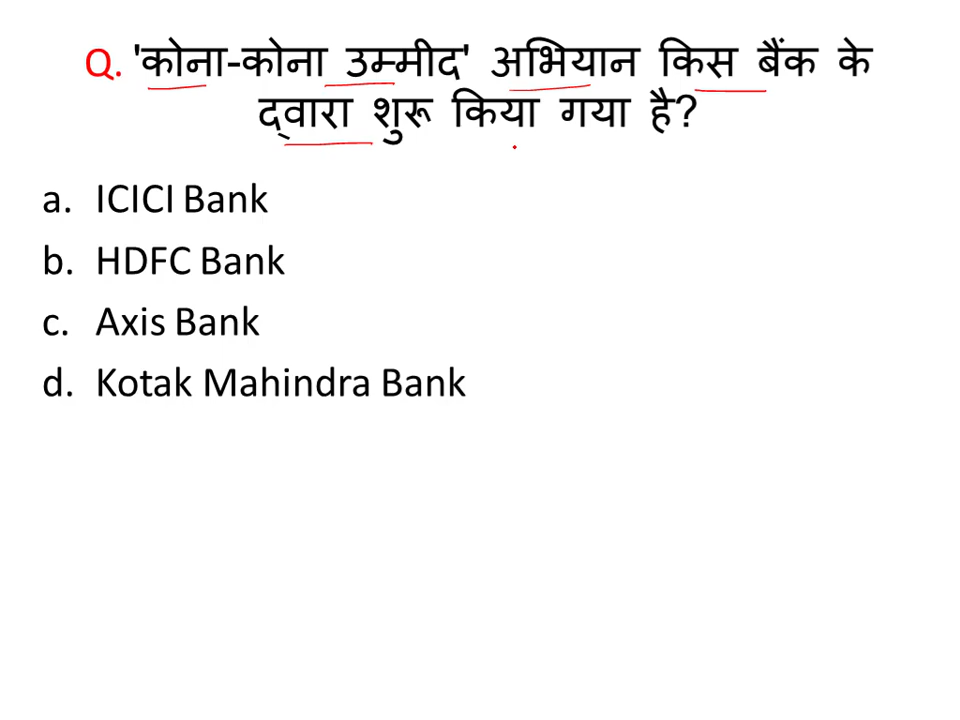 Q. 'कोना-कोना उम्मीद' अभियान किस बैंक के
द्वारा शुरू किया गया है?
a. ICICI Bank
b. HDFC Bank
c. Axis Bank
d. Kotak Mahindra Bank